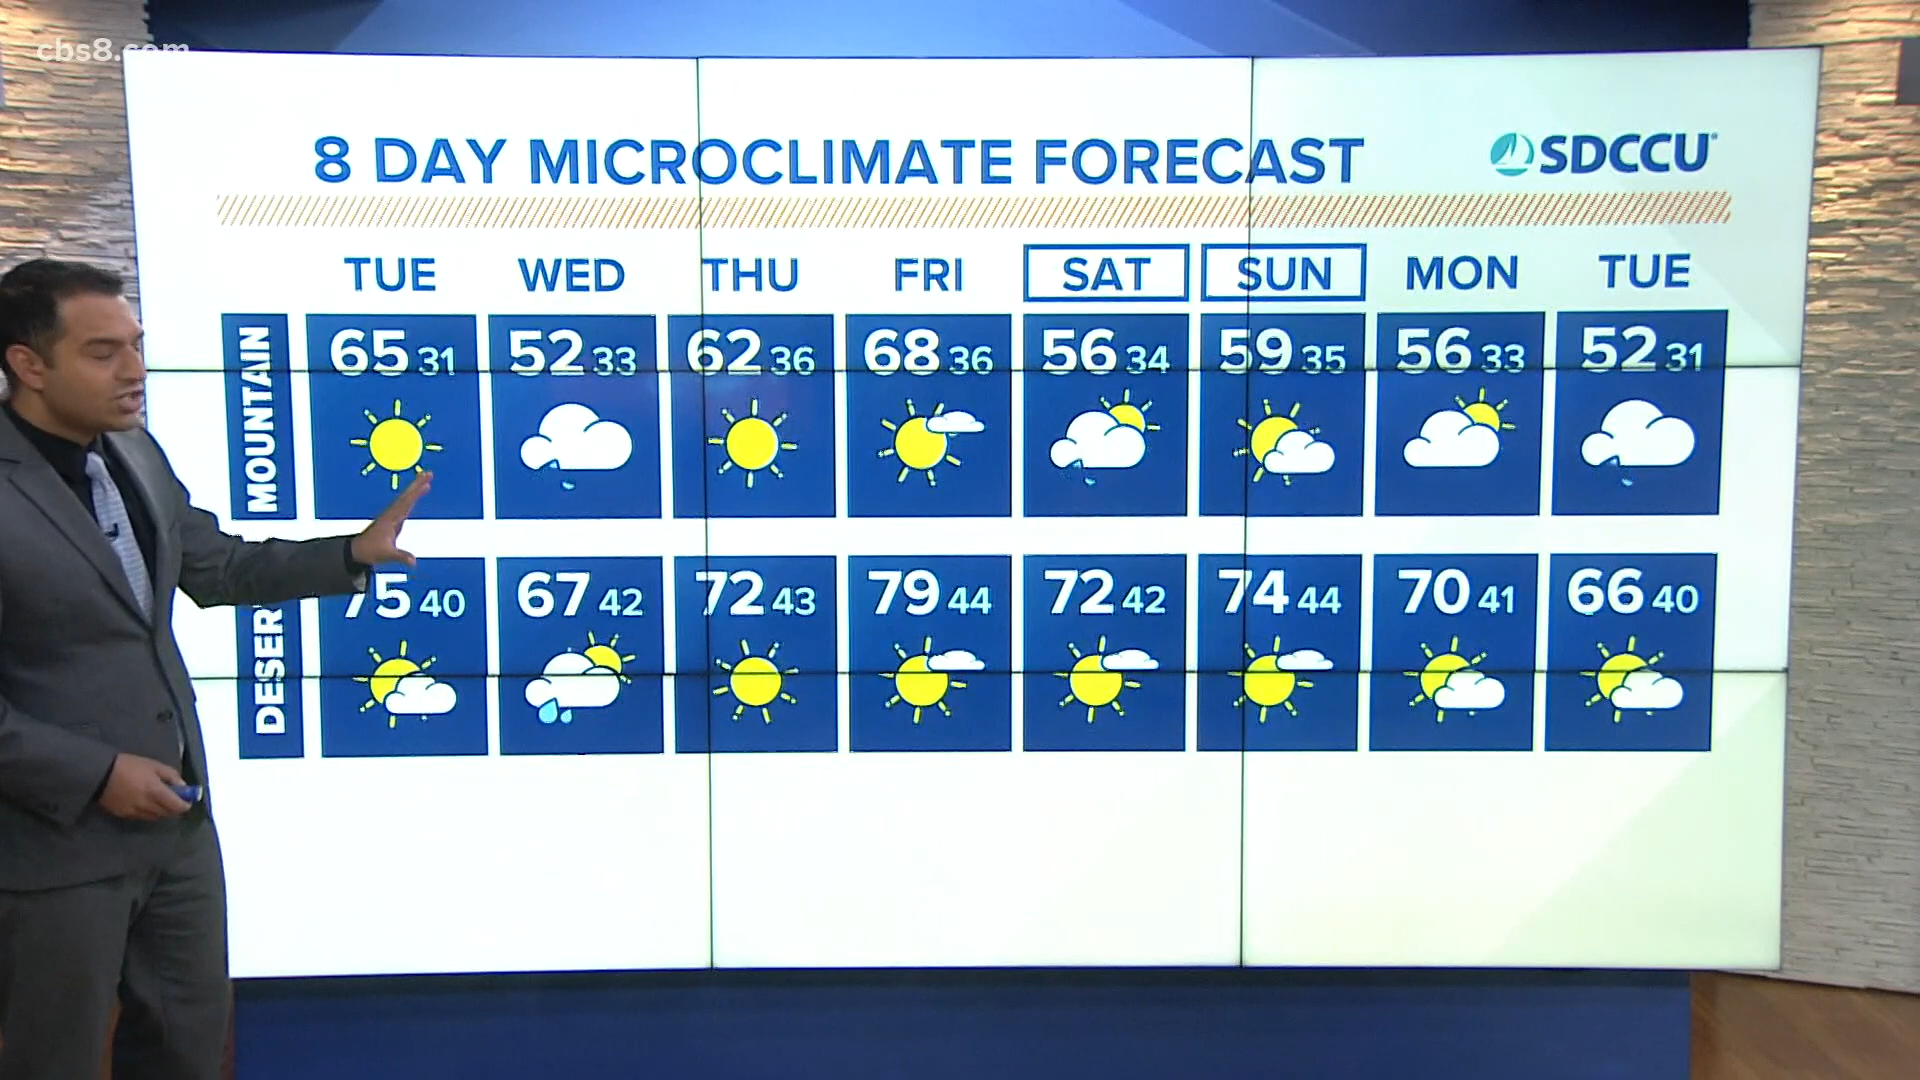 cbs8.com
8 DAY MICROCLIMATE FORECAST
SDCCU
TUE WED THU FRI SAT SUN MON TUE
MOUNTAIN
65 31 52 33 62 36 68 36 56 34 59 35 56 33 52 31
DESER
75 40 67 42 72 43 79 44 72 42 74 44 70 41 66 40